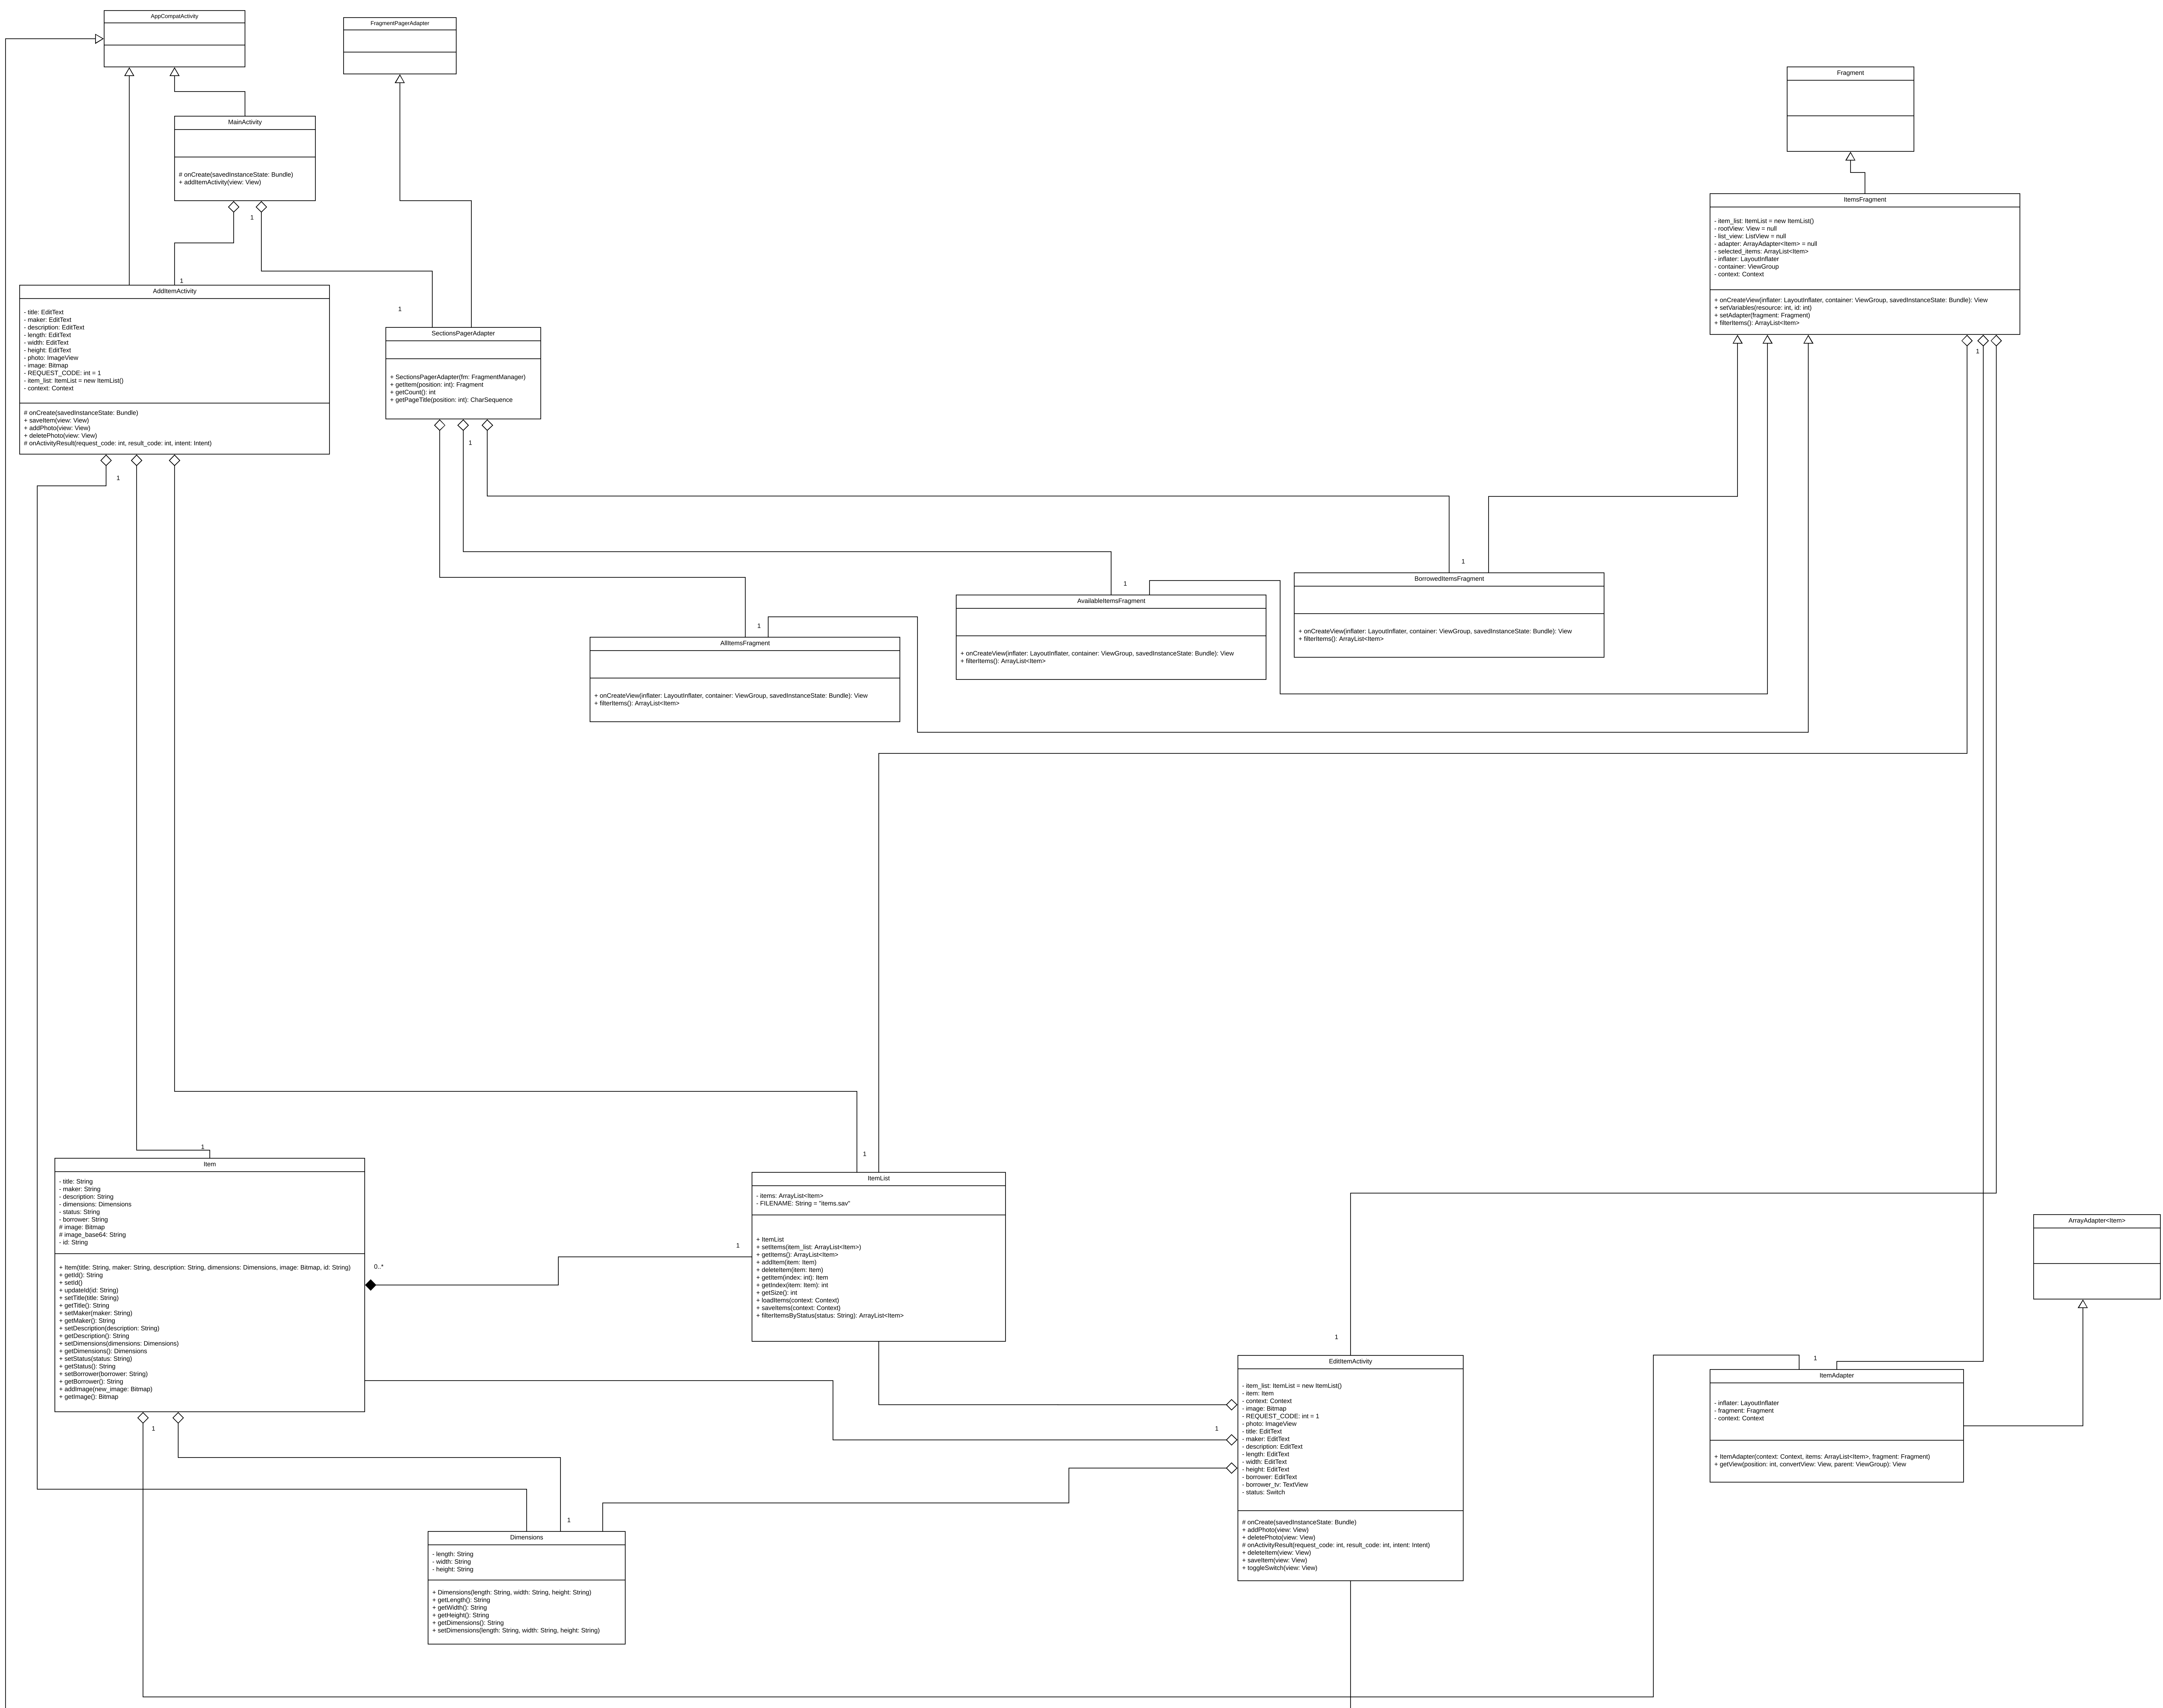 AppCompatActivity
FragmentPagerAdapter
Fragment
MainActivity
# onCreate(savedInstanceState: Bundle)
+ addItemActivity(view: View)
1
1
ItemsFragment
- item_list: ItemList = new ItemList()
- rootView: View = null
- list_view: ListView = null
- adapter: ArrayAdapter<Item> = null
- selected_items: ArrayList<Item>
- inflater: LayoutInflater
- container: ViewGroup
- context: Context
+ onCreateView(inflater: LayoutInflater, container: ViewGroup, savedInstanceState: Bundle): View
+ setVariables(resource: int, id: int)
+ setAdapter(fragment: Fragment)
+ filterItems(): ArrayList<Item>
1
AddItemActivity
- title: EditText
- maker: EditText
- description: EditText
- length: EditText
- width: EditText
- height: EditText
- photo: ImageView
- image: Bitmap
- REQUEST_CODE: int = 1
- item_list: ItemList = new ItemList()
- context: Context
# onCreate(savedInstanceState: Bundle)
+ saveItem(view: View)
+ addPhoto(view: View)
+ deletePhoto(view: View)
# onActivityResult(request_code: int, result_code: int, intent: Intent)
1
1
SectionsPagerAdapter
+ SectionsPagerAdapter(fm: FragmentManager)
+ getItem(position: int): Fragment
+ getCount(): int
+ getPageTitle(position: int): CharSequence
1
1
BorrowedItemsFragment
+ onCreateView(inflater: LayoutInflater, container: ViewGroup, savedInstanceState: Bundle): View
+ filterItems(): ArrayList<Item>
1
AvailableItemsFragment
+ onCreateView(inflater: LayoutInflater, container: ViewGroup, savedInstanceState: Bundle): View
+ filterItems(): ArrayList<Item>
1
AllItemsFragment
+ onCreateView(inflater: LayoutInflater, container: ViewGroup, savedInstanceState: Bundle): View
+ filterItems(): ArrayList<Item>
1
Item
- title: String
- maker: String
- description: String
- dimensions: Dimensions
- status: String
- borrower: String
# image: Bitmap
# image_base64: String
- id: String
+ Item(title: String, maker: String, description: String, dimensions: Dimensions, image: Bitmap, id: String)
+ getId(): String
+ setId()
+ updateId(id: String)
+ setTitle(title: String)
+ getTitle(): String
+ setMaker(maker: String)
+ getMaker(): String
+ setDescription(description: String)
+ getDescription(): String
+ setDimensions(dimensions: Dimensions)
+ getDimensions(): Dimensions
+ setStatus(status: String)
+ getStatus(): String
+ setBorrower(borrower: String)
+ getBorrower(): String
+ addImage(new_image: Bitmap)
+ getImage(): Bitmap
0..*
1
1
1
ItemList
- items: ArrayList<Item>
- FILENAME: String = "items.sav"
+ ItemList
+ setItems(item_list: ArrayList<Item>)
+ getItems(): ArrayList<Item>
+ addItem(item: Item)
+ deleteItem(item: Item)
+ getItem(index: int): Item
+ getIndex(item: Item): int
+ getSize(): int
+ loadItems(context: Context)
+ saveItems(context: Context)
+ filterItemsByStatus(status: String): ArrayList<Item>
ArrayAdapter<Item>
1
EditItemActivity
- item_list: ItemList = new ItemList()
- item: Item
- context: Context
- image: Bitmap
- REQUEST_CODE: int = 1
- photo: ImageView
- title: EditText
- maker: EditText
- description: EditText
- length: EditText
- width: EditText
- height: EditText
- borrower: EditText
- borrower_tv: TextView
- status: Switch
# onCreate(savedInstanceState: Bundle)
+ addPhoto(view: View)
+ deletePhoto(view: View)
# onActivityResult(request_code: int, result_code: int, intent: Intent)
+ deleteItem(view: View)
+ saveItem(view: View)
+ toggleSwitch(view: View)
1
1
ItemAdapter
- inflater: LayoutInflater
- fragment: Fragment
- context: Context
+ ItemAdapter(context: Context, items: ArrayList<Item>, fragment: Fragment)
+ getView(position: int, convertView: View, parent: ViewGroup): View
1
Dimensions
- length: String
- width: String
- height: String
+ Dimensions(length: String, width: String, height: String)
+ getLength(): String
+ getWidth(): String
+ getHeight(): String
+ getDimensions(): String
+ setDimensions(length: String, width: String, height: String)